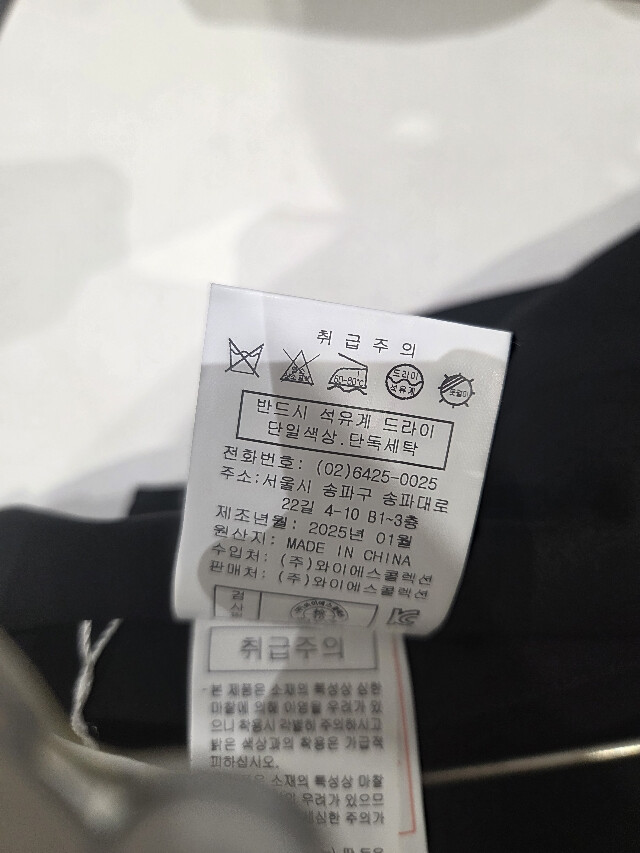 취급주의
60~80℃
드라이
석유계
옷걸이
반드시 석유계 드라이
단일색상.단독세탁
전화번호: (02)6425-0025
주소:서울시 송파구 송파대로
22길 4-10 B1~3층
제조년월: 2025년 01월
원산지: MADE IN CHINA
수입처: (주)와이에스콜렉션
판매처: (주)와이에스콜렉션
검
취급주의
본 제품은 소재의 특성상 심한
마찰에 의해 이염될 우려가 있
으니 착용시 각별히 주의하시고
밝은 색상과의 착용은 가급적
피하십시오.
은 소재의 특성상 마찰
우려가 있으므
심한 주의가